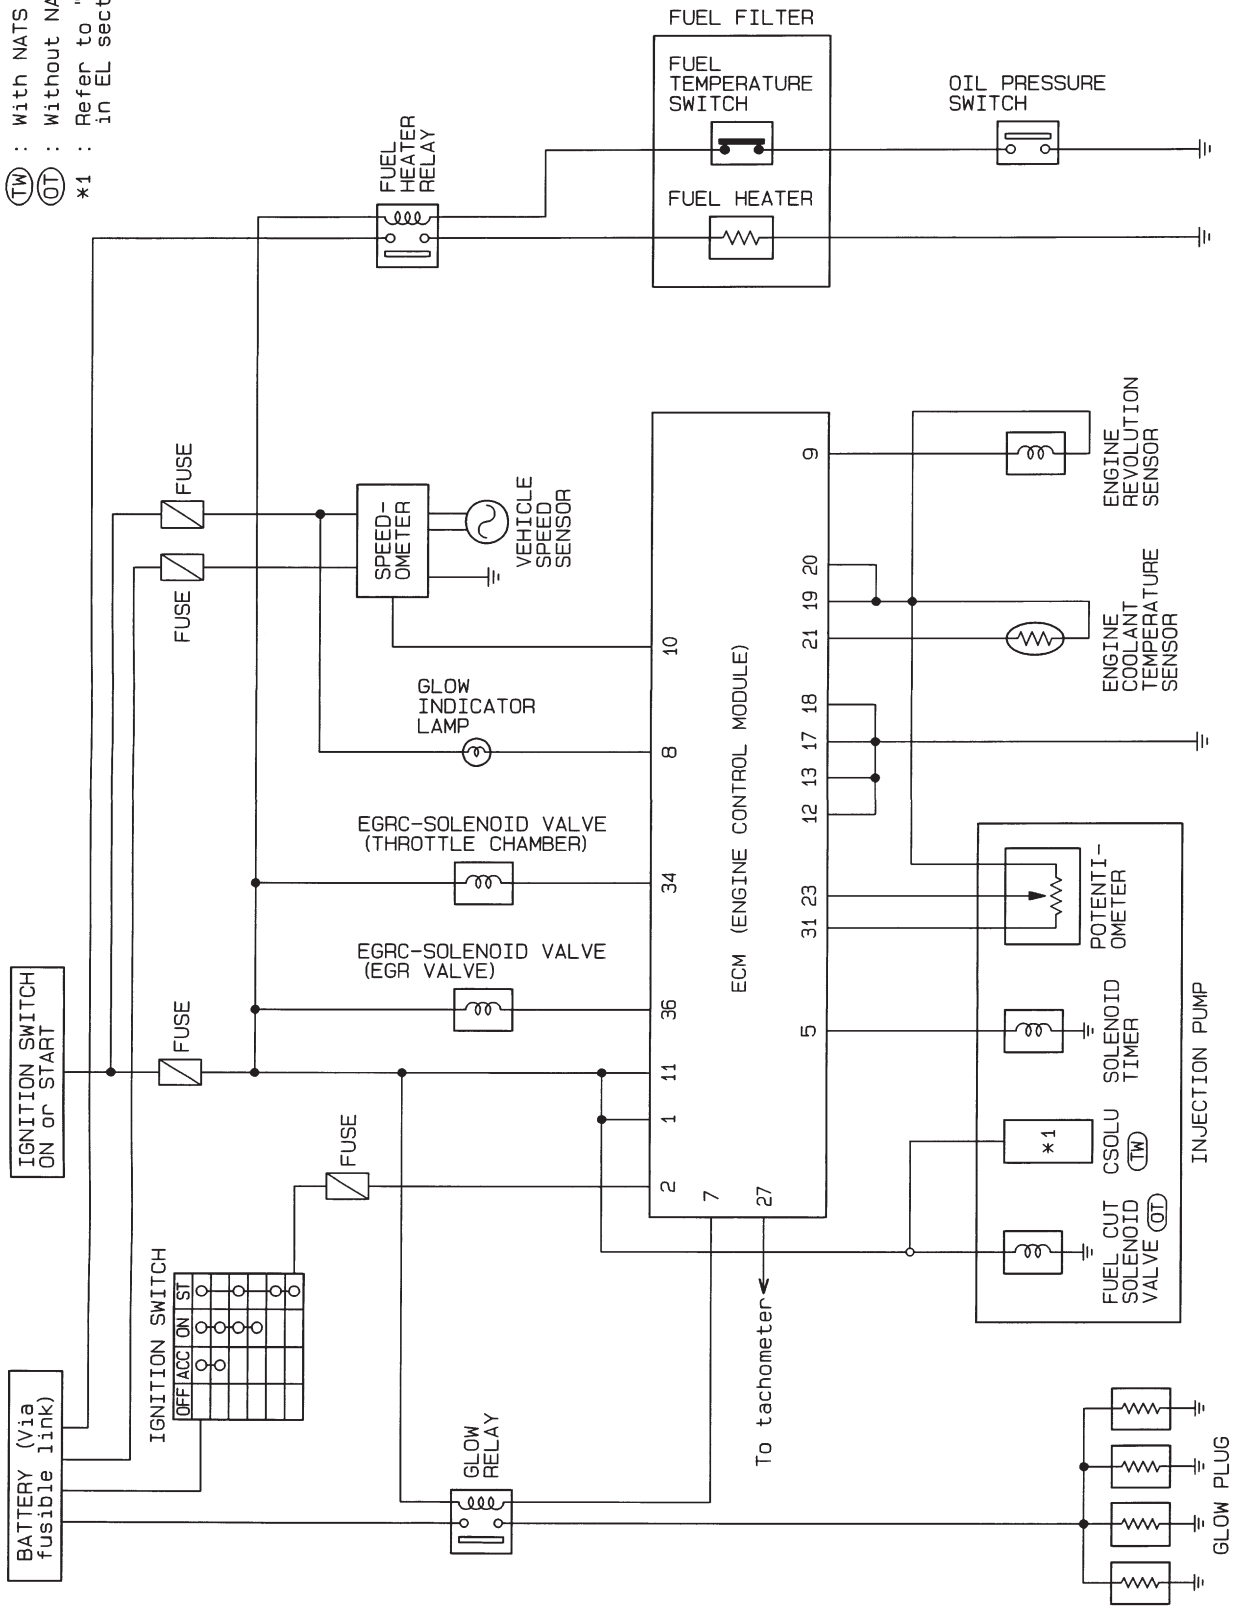 TW : With NATS
OT : Without NA
*1 : Refer to "
in EL sect
FUEL FILTER
FUEL
TEMPERATURE
SWITCH
OIL PRESSURE
SWITCH
FUEL
HEATER
RELAY
FUEL HEATER
FUSE
FUSE
SPEED-
OMETER
VEHICLE
SPEED
SENSOR
GLOW
INDICATOR
LAMP
EGRC-SOLENOID VALVE
(THROTTLE CHAMBER)
EGRC-SOLENOID VALVE
(EGR VALVE)
IGNITION SWITCH
ON or START
FUSE
FUSE
IGNITION SWITCH
OFF ACC ON ST
BATTERY (Via
fusible link)
GLOW
RELAY
ECM (ENGINE CONTROL MODULE)
10
8
34
36
11
1
2
7
27
9
20
19
21
18
17
13
12
23
31
5
To tachometer
ENGINE
REVOLUTION
SENSOR
ENGINE
COOLANT
TEMPERATURE
SENSOR
POTENTI-
OMETER
SOLENOID
TIMER
*1
CSOLU
TW
FUEL CUT
SOLENOID
VALVE OT
INJECTION PUMP
GLOW PLUG